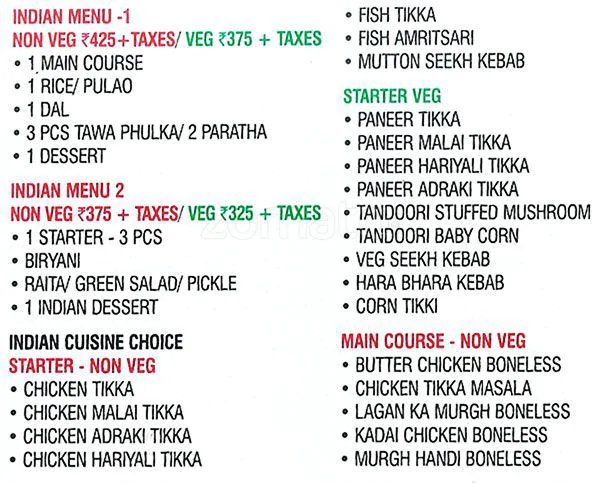 INDIAN MENU -1
NON VEG ₹425+TAXES/ VEG ₹375 + TAXES
• 1 MAIN COURSE
• 1 RICE/ PULAO
• 1 DAL
• 3 PCS TAWA PHULKA/ 2 PARATHA
• 1 DESSERT
INDIAN MENU 2
NON VEG ₹375 + TAXES/ VEG ₹325 + TAXES
• 1 STARTER - 3 PCS
• BIRYANI
• RAITA/ GREEN SALAD/ PICKLE
• 1 INDIAN DESSERT
INDIAN CUISINE CHOICE
STARTER - NON VEG
• CHICKEN TIKKA
• CHICKEN MALAI TIKKA
• CHICKEN ADRAKI TIKKA
• CHICKEN HARIYALI TIKKA
• FISH TIKKA
• FISH AMRITSARI
• MUTTON SEEKH KEBAB
STARTER VEG
• PANEER TIKKA
• PANEER MALAI TIKKA
• PANEER HARIYALI TIKKA
• PANEER ADRAKI TIKKA
• TANDOORI STUFFED MUSHROOM
• TANDOORI BABY CORN
• VEG SEEKH KEBAB
• HARA BHARA KEBAB
• CORN TIKKI
MAIN COURSE - NON VEG
• BUTTER CHICKEN BONELESS
• CHICKEN TIKKA MASALA
• LAGAN KA MURGH BONELESS
• KADAI CHICKEN BONELESS
• MURGH HANDI BONELESS